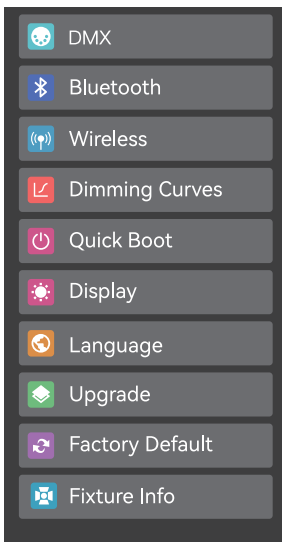 DMX
Bluetooth
Wireless
Dimming Curves
Quick Boot
Display
Language
Upgrade
Factory Default
Fixture Info